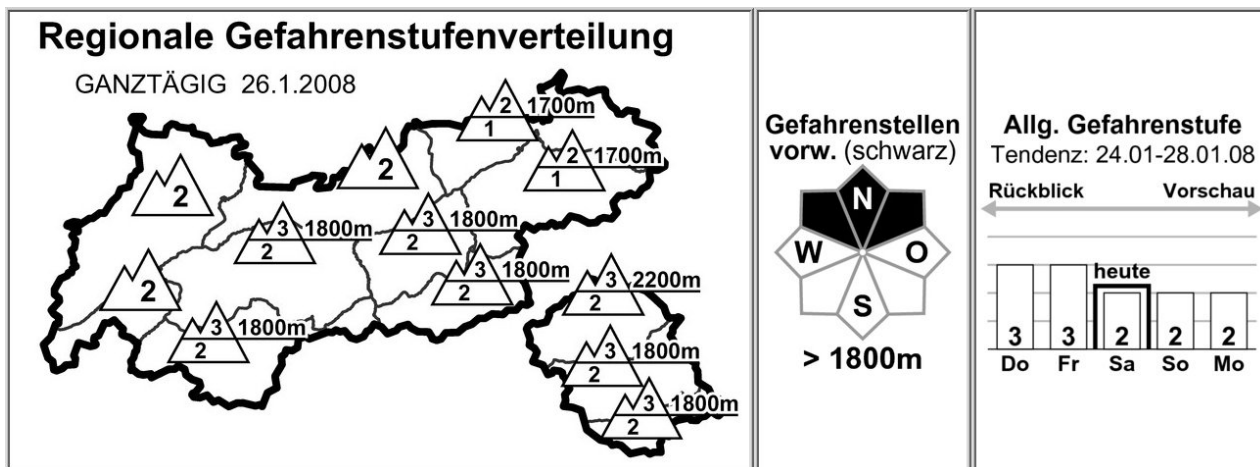 Regionale Gefahrenstufenverteilung
GANZTÄGIG 26.1.2008
2 1700m
1
2 1700m
1
2
2
3 1800m
2
3 1800m
2
3 1800m
2
2
3 1800m
2
3 2200m
2
3 1800m
2
3 1800m
2
Gefahrenstellen
vorw. (schwarz)
N
W O
S
> 1800m
Allg. Gefahrenstufe
Tendenz: 24.01-28.01.08
Rückblick Vorschau
heute
3 3 2 2 2
Do Fr Sa So Mo